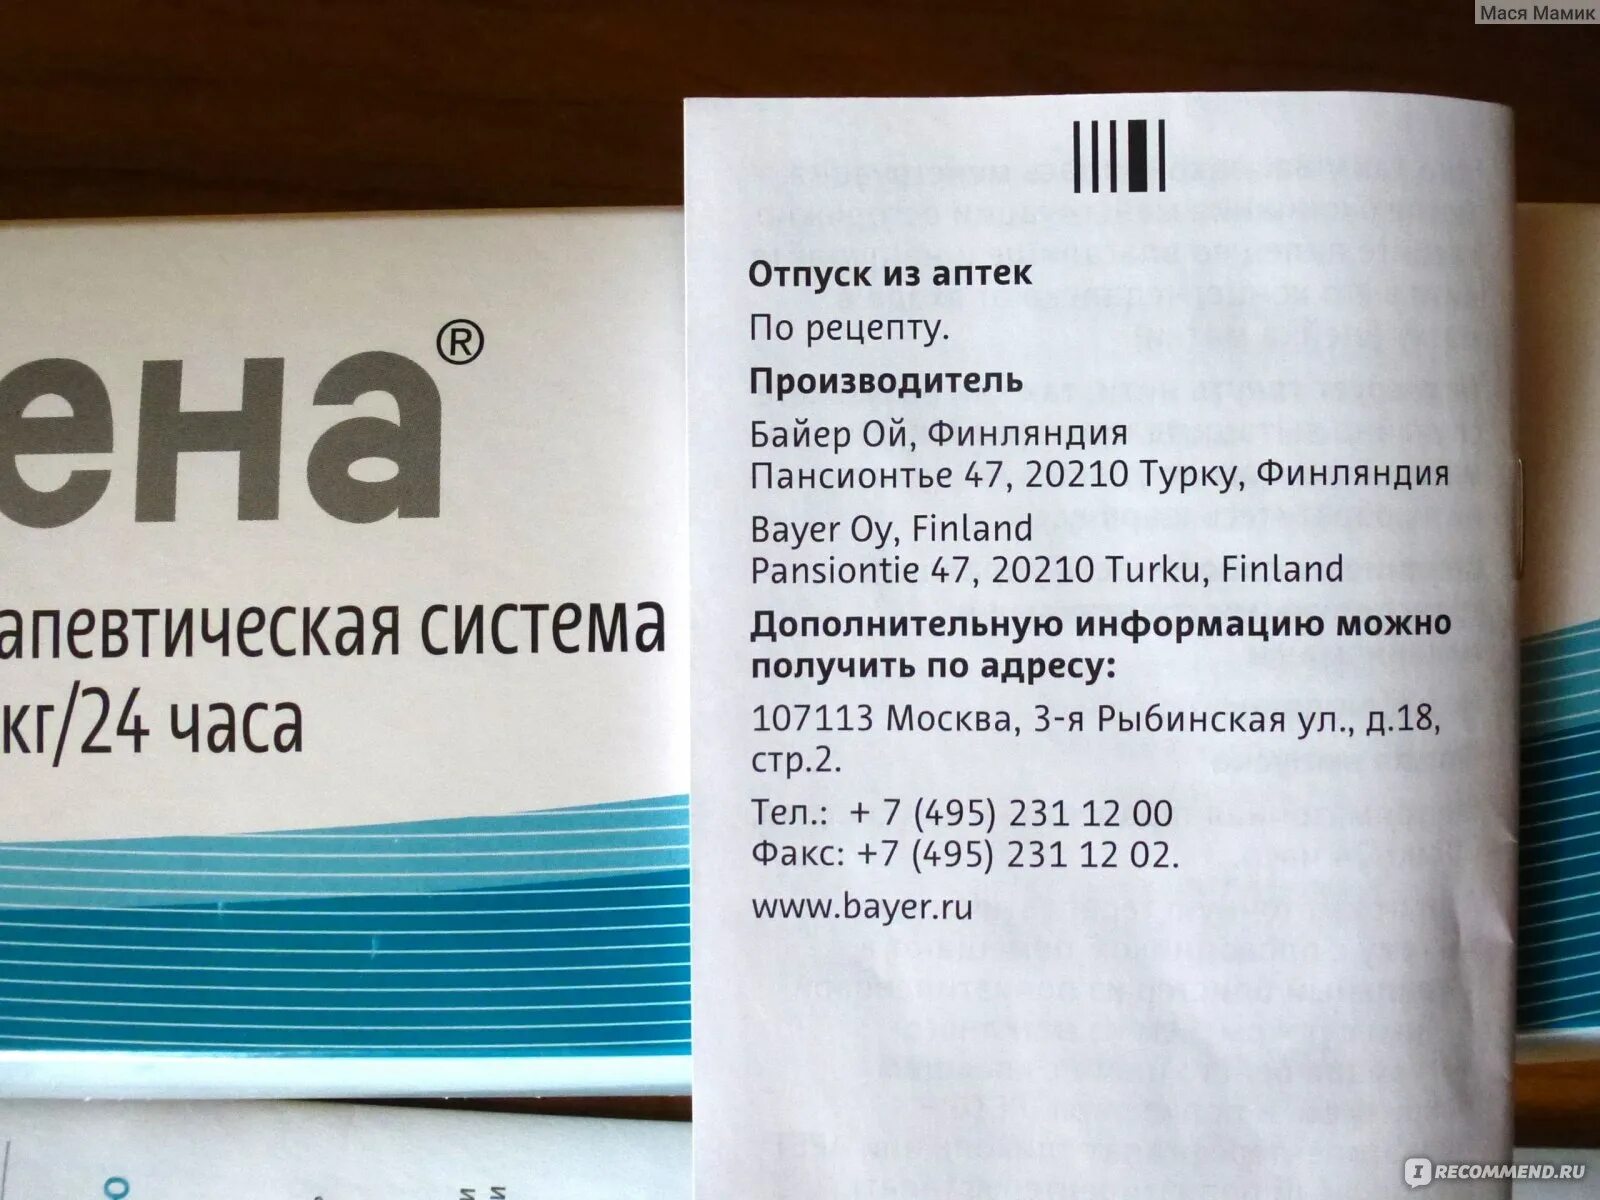 Мася Мамик
ена®
апевтическая система
кг/24 часа
Отпуск из аптек
По рецепту.
Производитель
Байер Ой, Финляндия
Пансионтье 47, 20210 Турку, Финляндия
Bayer Oy, Finland
Pansiontie 47, 20210 Turku, Finland
Дополнительную информацию можно
получить по адресу:
107113 Москва, 3-я Рыбинская ул., д.18,
стр.2.
Тел.: + 7 (495) 231 12 00
Факс: +7 (495) 231 12 02.
www.bayer.ru
IRECOMMEND.RU